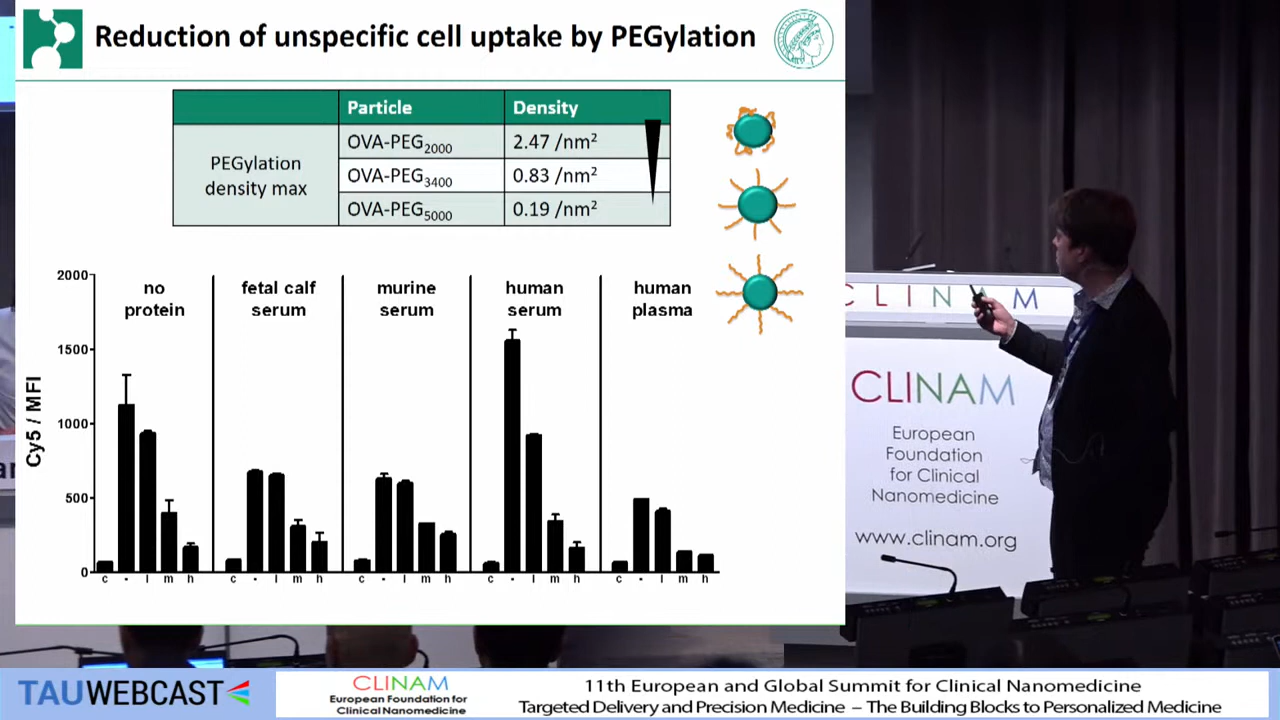 Reduction of unspecific cell uptake by PEGylation
Particle Density
PEGylation density max
OVA-PEG2000 2.47 /nm²
OVA-PEG3400 0.83 /nm²
OVA-PEG5000 0.19 /nm²
no protein
fetal calf serum
murine serum
human serum
human plasma
Cy5 / MFI
2000
1500
1000
500
0
c - l m h
c - l m h
c - l m h
c - l m h
c - l m h
CLINAM
CLINAM
European
Foundation
for Clinical
Nanomedicine
www.clinam.org
TAUWEBCAST
CLINAM
European Foundation for
Clinical Nanomedicine
11th European and Global Summit for Clinical Nanomedicine
Targeted Delivery and Precision Medicine – The Building Blocks to Personalized Medicine